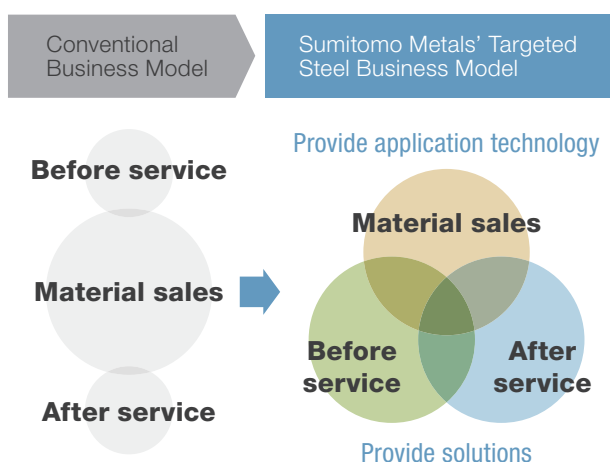 Conventional
Business Model
Sumitomo Metals’ Targeted
Steel Business Model
Before service
Material sales
After service
Provide application technology
Material sales
Before
service
After
service
Provide solutions